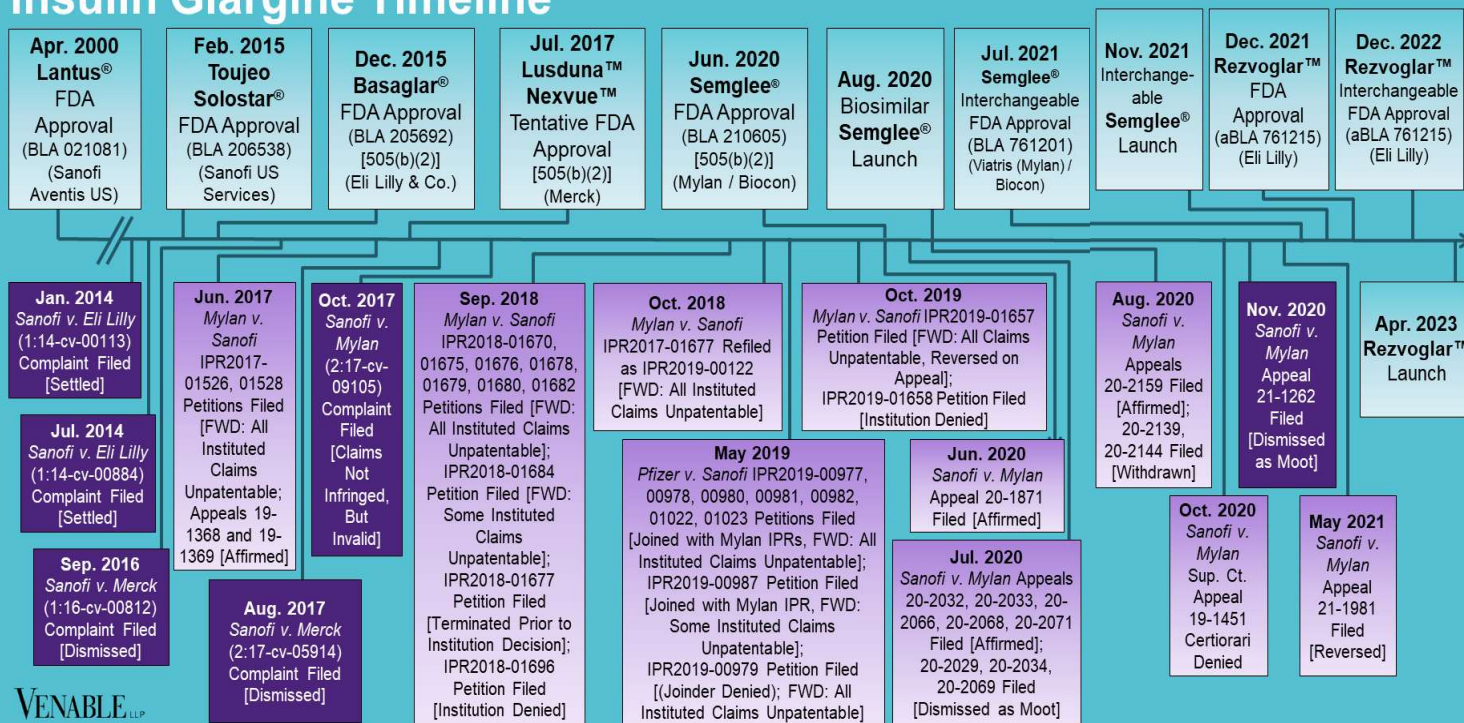 Insulin Glargine Timeline
Apr. 2000
Lantus®
FDA
Approval
(BLA 021081)
(Sanofi
Aventis US)
Feb. 2015
Toujeo
Solostar®
FDA Approval
(BLA 206538)
(Sanofi US
Services)
Dec. 2015
Basaglar®
FDA Approval
(BLA 205692)
[505(b)(2)]
(Eli Lilly & Co.)
Jul. 2017
Lusduna™
Nexvue™
Tentative FDA
Approval
[505(b)(2)]
(Merck)
Jun. 2020
Semglee®
FDA Approval
(BLA 210605)
[505(b)(2)]
(Mylan / Biocon)
Aug. 2020
Biosimilar
Semglee®
Launch
Jul. 2021
Semglee®
Interchangeable
FDA Approval
(BLA 761201)
(Viatris (Mylan) /
Biocon)
Nov. 2021
Interchange-
able
Semglee®
Launch
Dec. 2021
Rezvoglar™
FDA
Approval
(aBLA 761215)
(Eli Lilly)
Dec. 2022
Rezvoglar™
Interchangeable
FDA Approval
(aBLA 761215)
(Eli Lilly)
Jan. 2014
Sanofi v. Eli Lilly
(1:14-cv-00113)
Complaint Filed
[Settled]
Jul. 2014
Sanofi v. Eli Lilly
(1:14-cv-00884)
Complaint Filed
[Settled]
Sep. 2016
Sanofi v. Merck
(1:16-cv-00812)
Complaint Filed
[Dismissed]
Jun. 2017
Mylan v.
Sanofi
IPR2017-
01526, 01528
Petitions Filed
[FWD: All
Instituted
Claims
Unpatentable;
Appeals 19-
1368 and 19-
1369 [Affirmed]
Aug. 2017
Sanofi v. Merck
(2:17-cv-05914)
Complaint Filed
[Dismissed]
Oct. 2017
Sanofi v.
Mylan
(2:17-cv-
09105)
Complaint
Filed
[Claims
Not
Infringed,
But
Invalid]
Sep. 2018
Mylan v. Sanofi
IPR2018-01670,
01675, 01676, 01678,
01679, 01680, 01682
Petitions Filed [FWD:
All Instituted Claims
Unpatentable];
IPR2018-01684
Petition Filed [FWD:
Some Instituted
Claims
Unpatentable];
IPR2018-01677
Petition Filed
[Terminated Prior to
Institution Decision];
IPR2018-01696
Petition Filed
[Institution Denied]
Oct. 2018
Mylan v. Sanofi
IPR2017-01677 Refiled
as IPR2019-00122
[FWD: All Instituted
Claims Unpatentable]
May 2019
Pfizer v. Sanofi IPR2019-00977,
00978, 00980, 00981, 00982,
01022, 01023 Petitions Filed
[Joined with Mylan IPRs, FWD: All
Instituted Claims Unpatentable];
IPR2019-00987 Petition Filed
[Joined with Mylan IPR, FWD:
Some Instituted Claims
Unpatentable];
IPR2019-00979 Petition Filed
[(Joinder Denied); FWD: All
Instituted Claims Unpatentable]
Oct. 2019
Mylan v. Sanofi IPR2019-01657
Petition Filed [FWD: All Claims
Unpatentable, Reversed on
Appeal];
IPR2019-01658 Petition Filed
[Institution Denied]
Jun. 2020
Sanofi v. Mylan
Appeal 20-1871
Filed [Affirmed]
Jul. 2020
Sanofi v. Mylan Appeals
20-2032, 20-2033, 20-
2066, 20-2068, 20-2071
Filed [Affirmed];
20-2029, 20-2034,
20-2069 Filed
[Dismissed as Moot]
Aug. 2020
Sanofi v.
Mylan
Appeals
20-2159 Filed
[Affirmed];
20-2139,
20-2144 Filed
[Withdrawn]
Oct. 2020
Sanofi v.
Mylan
Sup. Ct.
Appeal
19-1451
Certiorari
Denied
Nov. 2020
Sanofi v.
Mylan
Appeal
21-1262
Filed
[Dismissed
as Moot]
May 2021
Sanofi v.
Mylan
Appeal
21-1981
Filed
[Reversed]
Apr. 2023
Rezvoglar™
Launch
VENABLE LLP